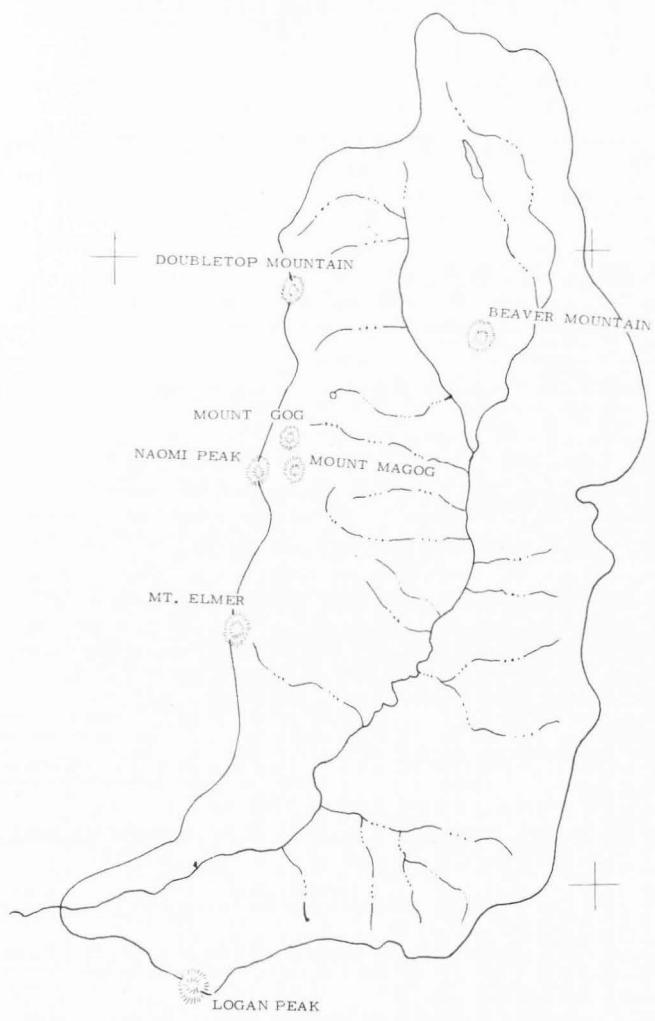 DOUBLETOP MOUNTAIN
BEAVER MOUNTAIN
MOUNT GOG
NAOMI PEAK
MOUNT MAGOG
MT. ELMER
LOGAN PEAK